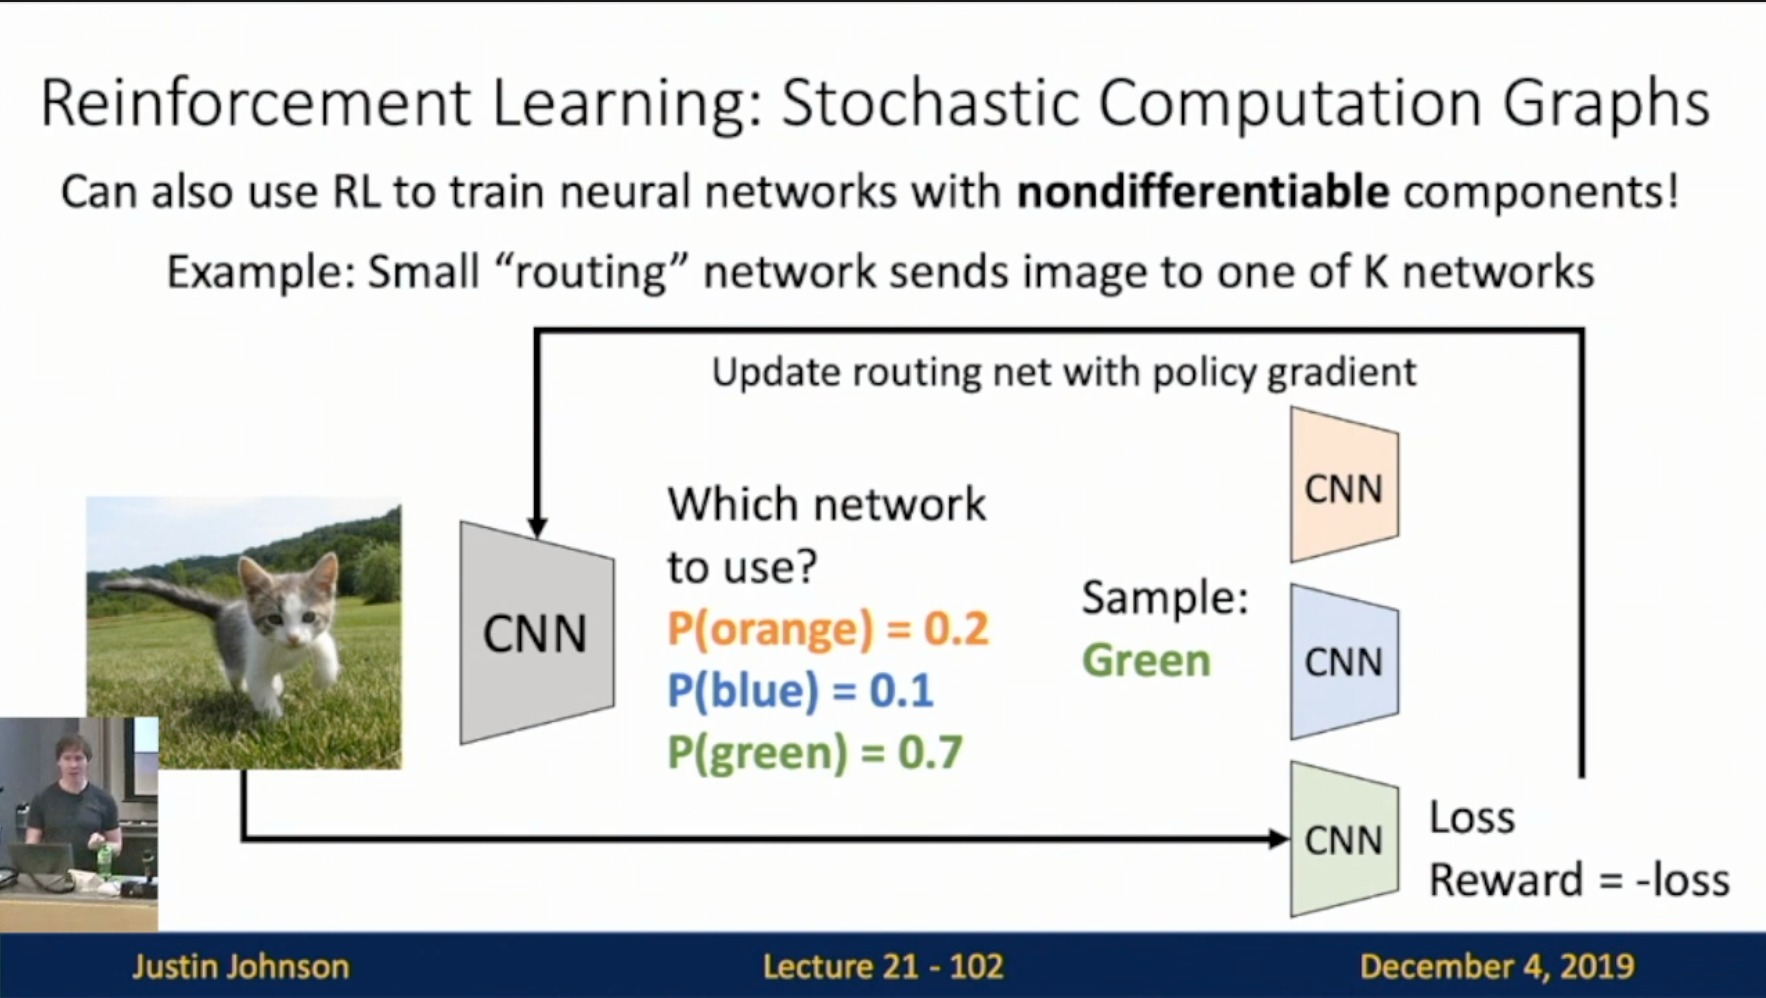 Reinforcement Learning: Stochastic Computation Graphs
Can also use RL to train neural networks with nondifferentiable components!
Example: Small “routing” network sends image to one of K networks
Update routing net with policy gradient
CNN
Which network
to use?
P(orange) = 0.2
P(blue) = 0.1
P(green) = 0.7
Sample:
Green
CNN
CNN
CNN
Loss
Reward = -loss
Justin Johnson
Lecture 21 - 102
December 4, 2019